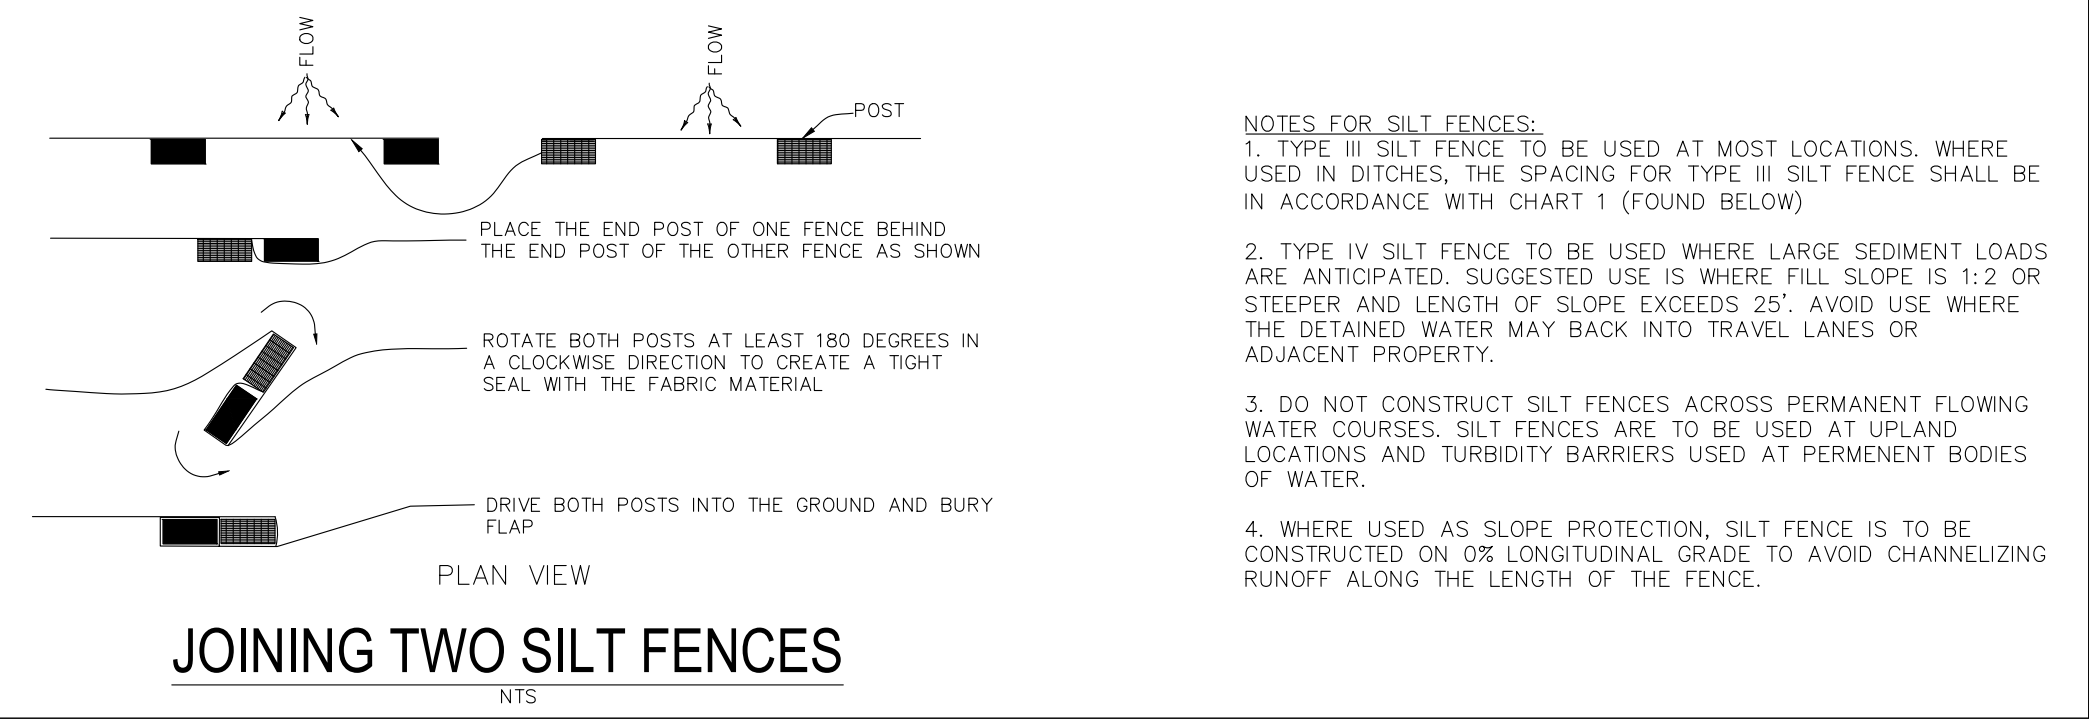 FLOW
FLOW
POST
PLACE THE END POST OF ONE FENCE BEHIND
THE END POST OF THE OTHER FENCE AS SHOWN
ROTATE BOTH POSTS AT LEAST 180 DEGREES IN
A CLOCKWISE DIRECTION TO CREATE A TIGHT
SEAL WITH THE FABRIC MATERIAL
DRIVE BOTH POSTS INTO THE GROUND AND BURY
FLAP
PLAN VIEW
JOINING TWO SILT FENCES
NTS
NOTES FOR SILT FENCES:
1. TYPE III SILT FENCE TO BE USED AT MOST LOCATIONS. WHERE
USED IN DITCHES, THE SPACING FOR TYPE III SILT FENCE SHALL BE
IN ACCORDANCE WITH CHART 1 (FOUND BELOW)
2. TYPE IV SILT FENCE TO BE USED WHERE LARGE SEDIMENT LOADS
ARE ANTICIPATED. SUGGESTED USE IS WHERE FILL SLOPE IS 1:2 OR
STEEPER AND LENGTH OF SLOPE EXCEEDS 25'. AVOID USE WHERE
THE DETAINED WATER MAY BACK INTO TRAVEL LANES OR
ADJACENT PROPERTY.
3. DO NOT CONSTRUCT SILT FENCES ACROSS PERMANENT FLOWING
WATER COURSES. SILT FENCES ARE TO BE USED AT UPLAND
LOCATIONS AND TURBIDITY BARRIERS USED AT PERMENENT BODIES
OF WATER.
4. WHERE USED AS SLOPE PROTECTION, SILT FENCE IS TO BE
CONSTRUCTED ON 0% LONGITUDINAL GRADE TO AVOID CHANNELIZING
RUNOFF ALONG THE LENGTH OF THE FENCE.